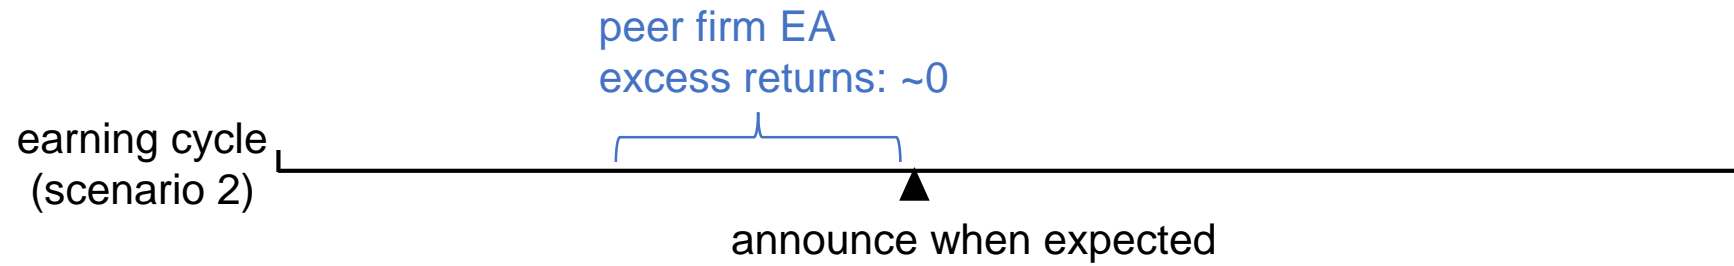 peer firm EA
excess returns: ~0
earning cycle
(scenario 2)
announce when expected